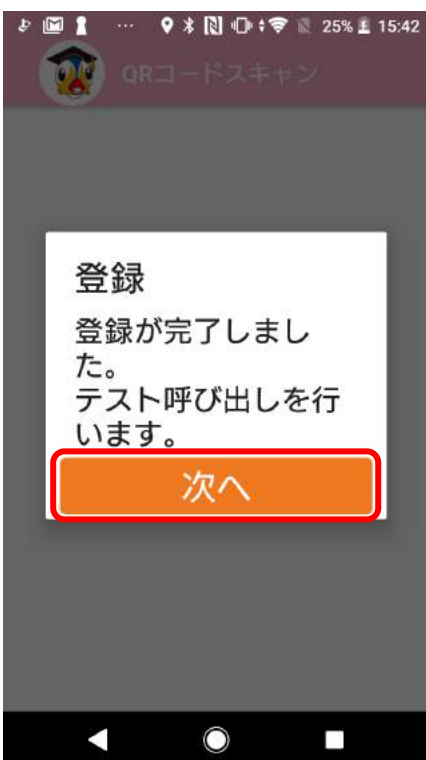 25% 15:42
QRコードスキャン
登録
登録が完了しまし
た。
テスト呼び出しを行
います。
次へ